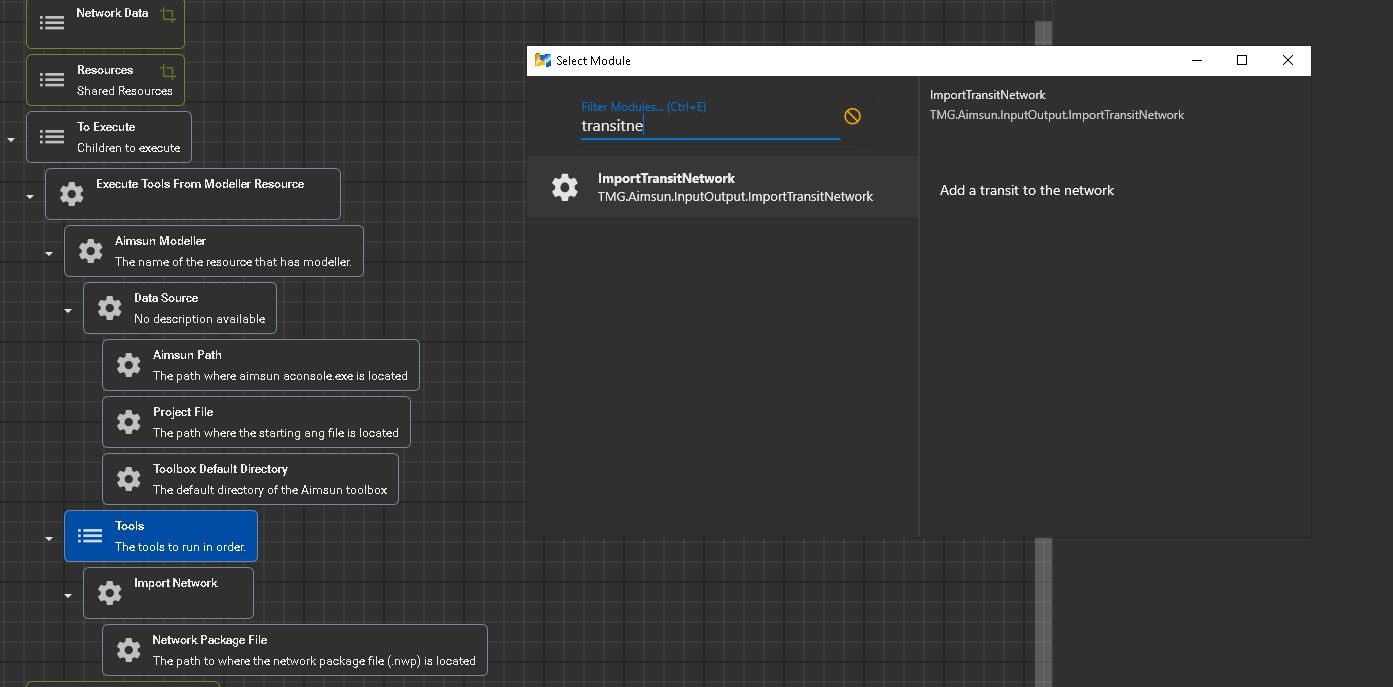 Network Data
Resources
Shared Resources
To Execute
Children to execute
Execute Tools From Modeller Resource
Aimsun Modeller
The name of the resource that has modeller.
Data Source
No description available
Aimsun Path
The path where aimsun aconsole.exe is located
Project File
The path where the starting ang file is located
Toolbox Default Directory
The default directory of the Aimsun toolbox
Tools
The tools to run in order.
Import Network
Network Package File
The path to where the network package file (.nwp) is located
Select Module
Filter Modules... (Ctrl+E)
transitne
ImportTransitNetwork
TMG.Aimsun.InputOutput.ImportTransitNetwork
ImportTransitNetwork
TMG.Aimsun.InputOutput.ImportTransitNetwork
Add a transit to the network